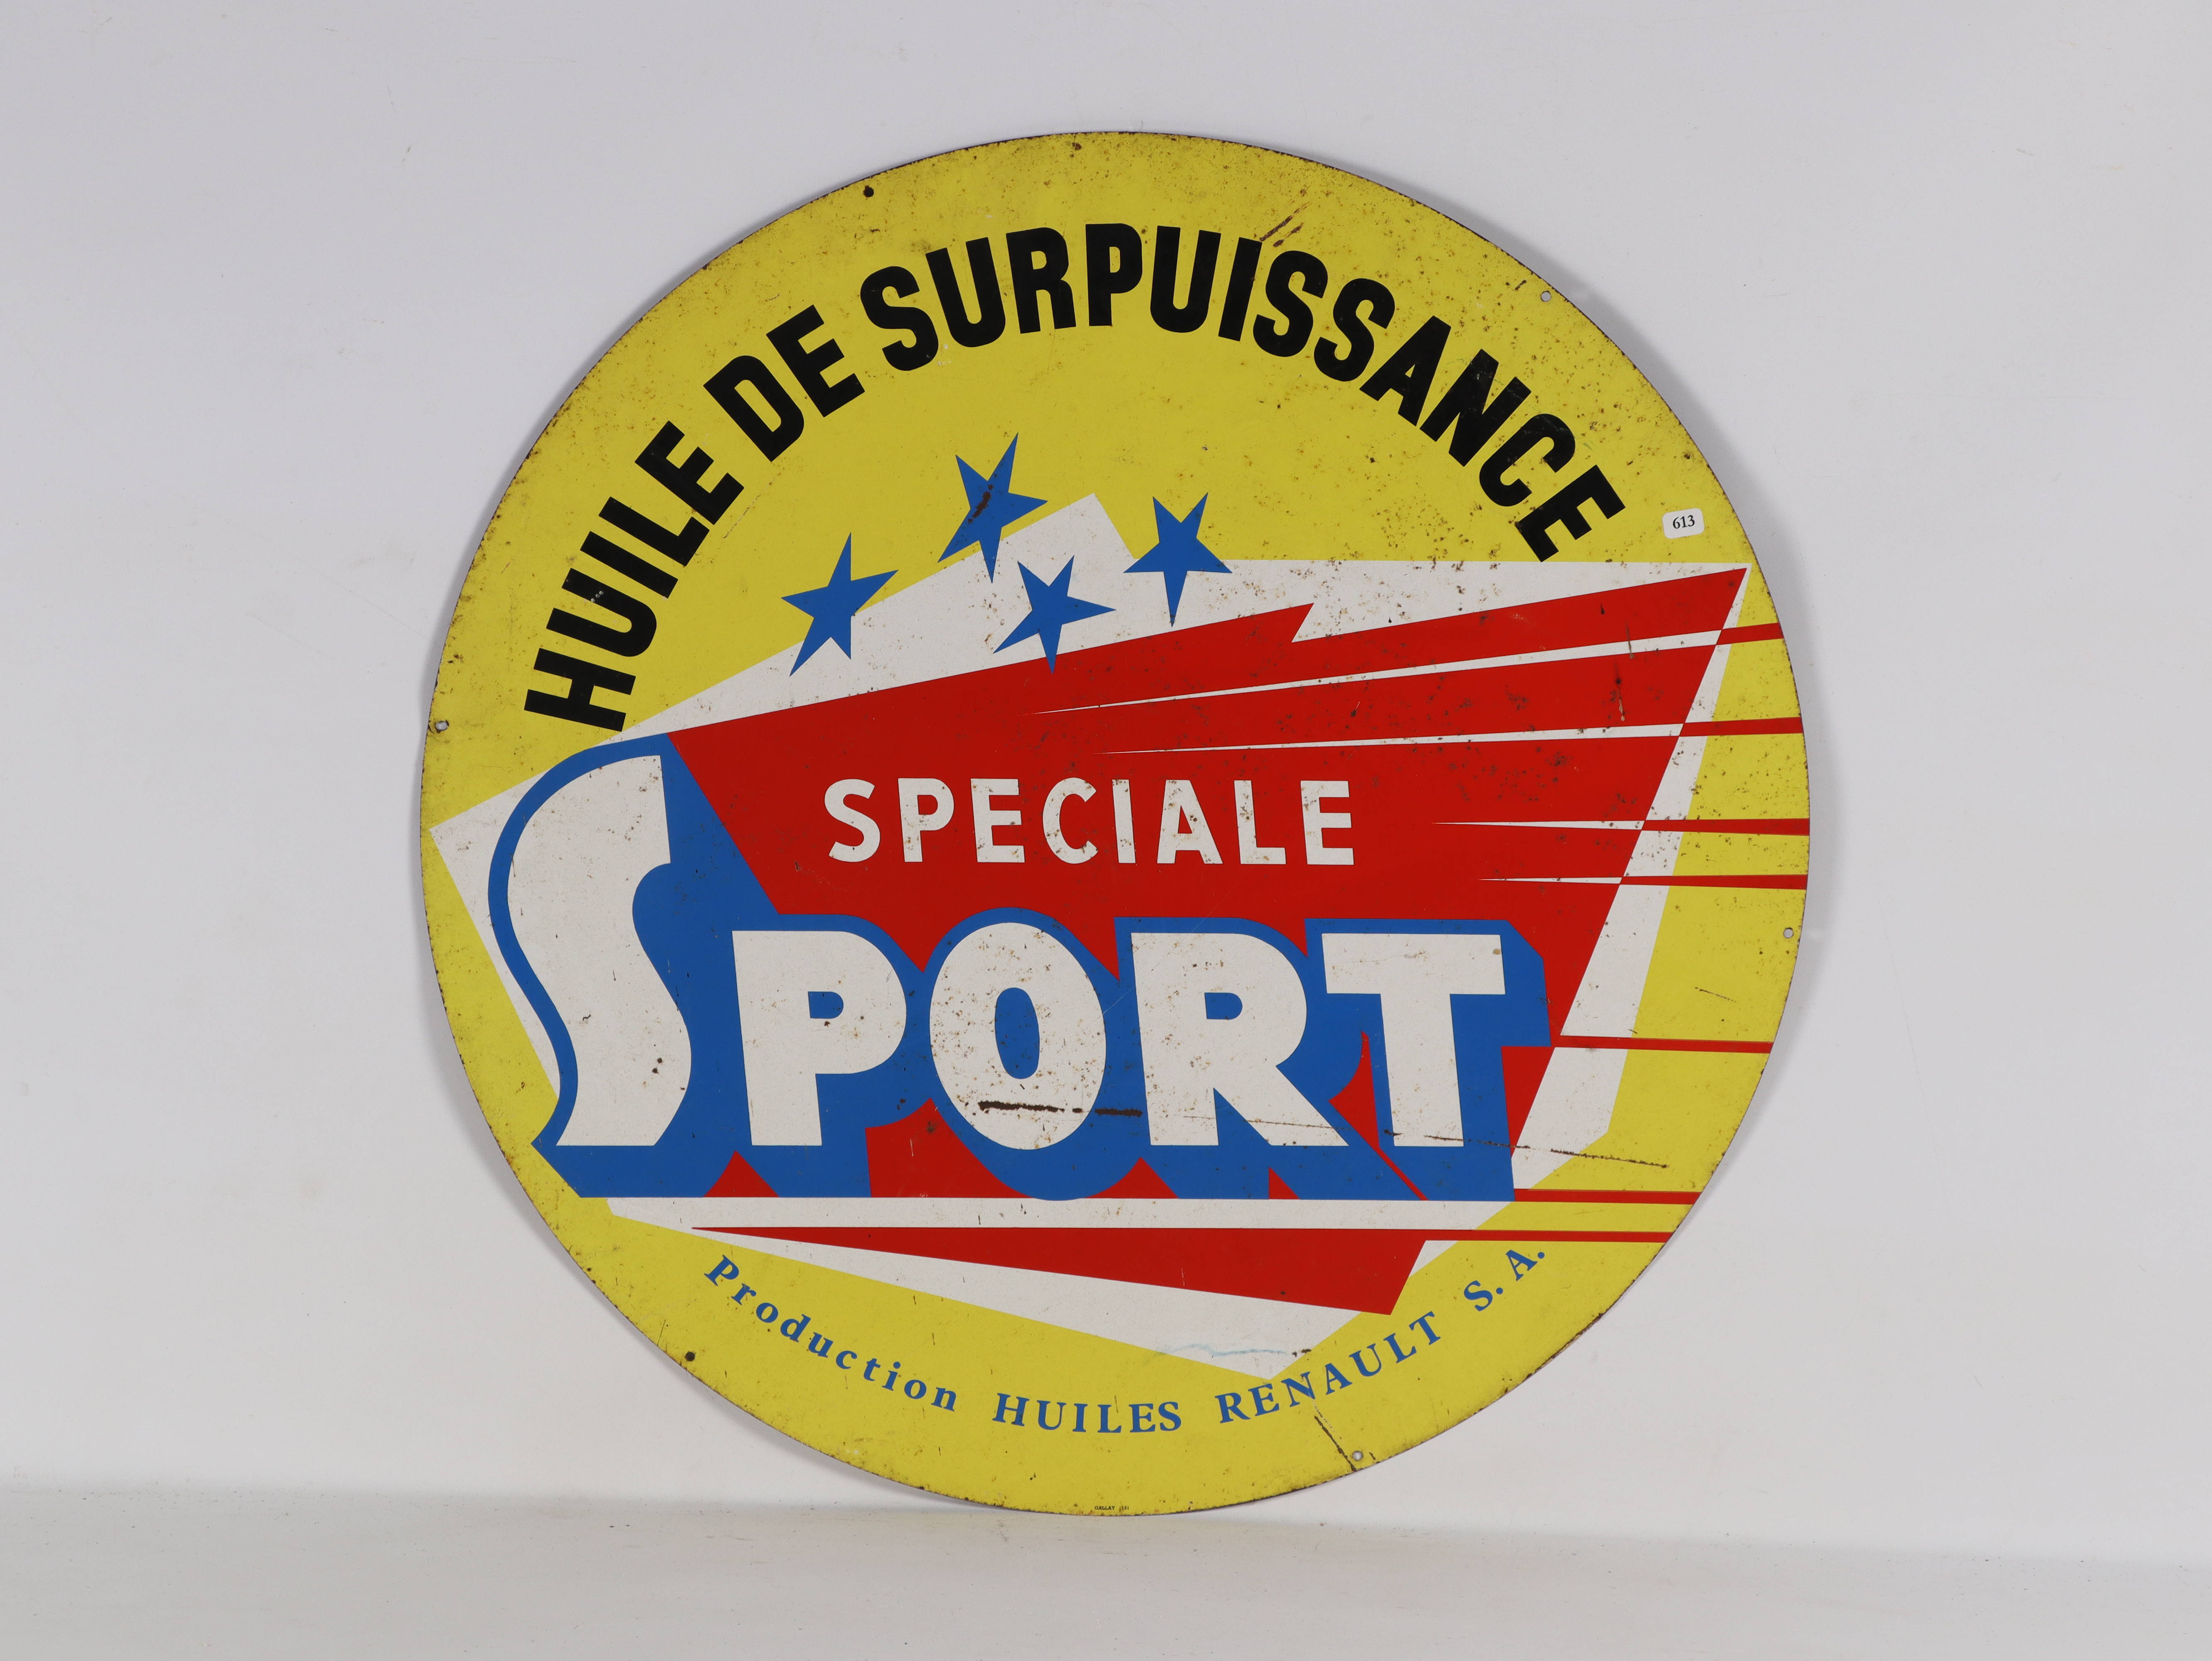 HUILE DE SURPUISSANCE
613
SPECIALE
SPORT
Production HUILES RENAULT S.A.